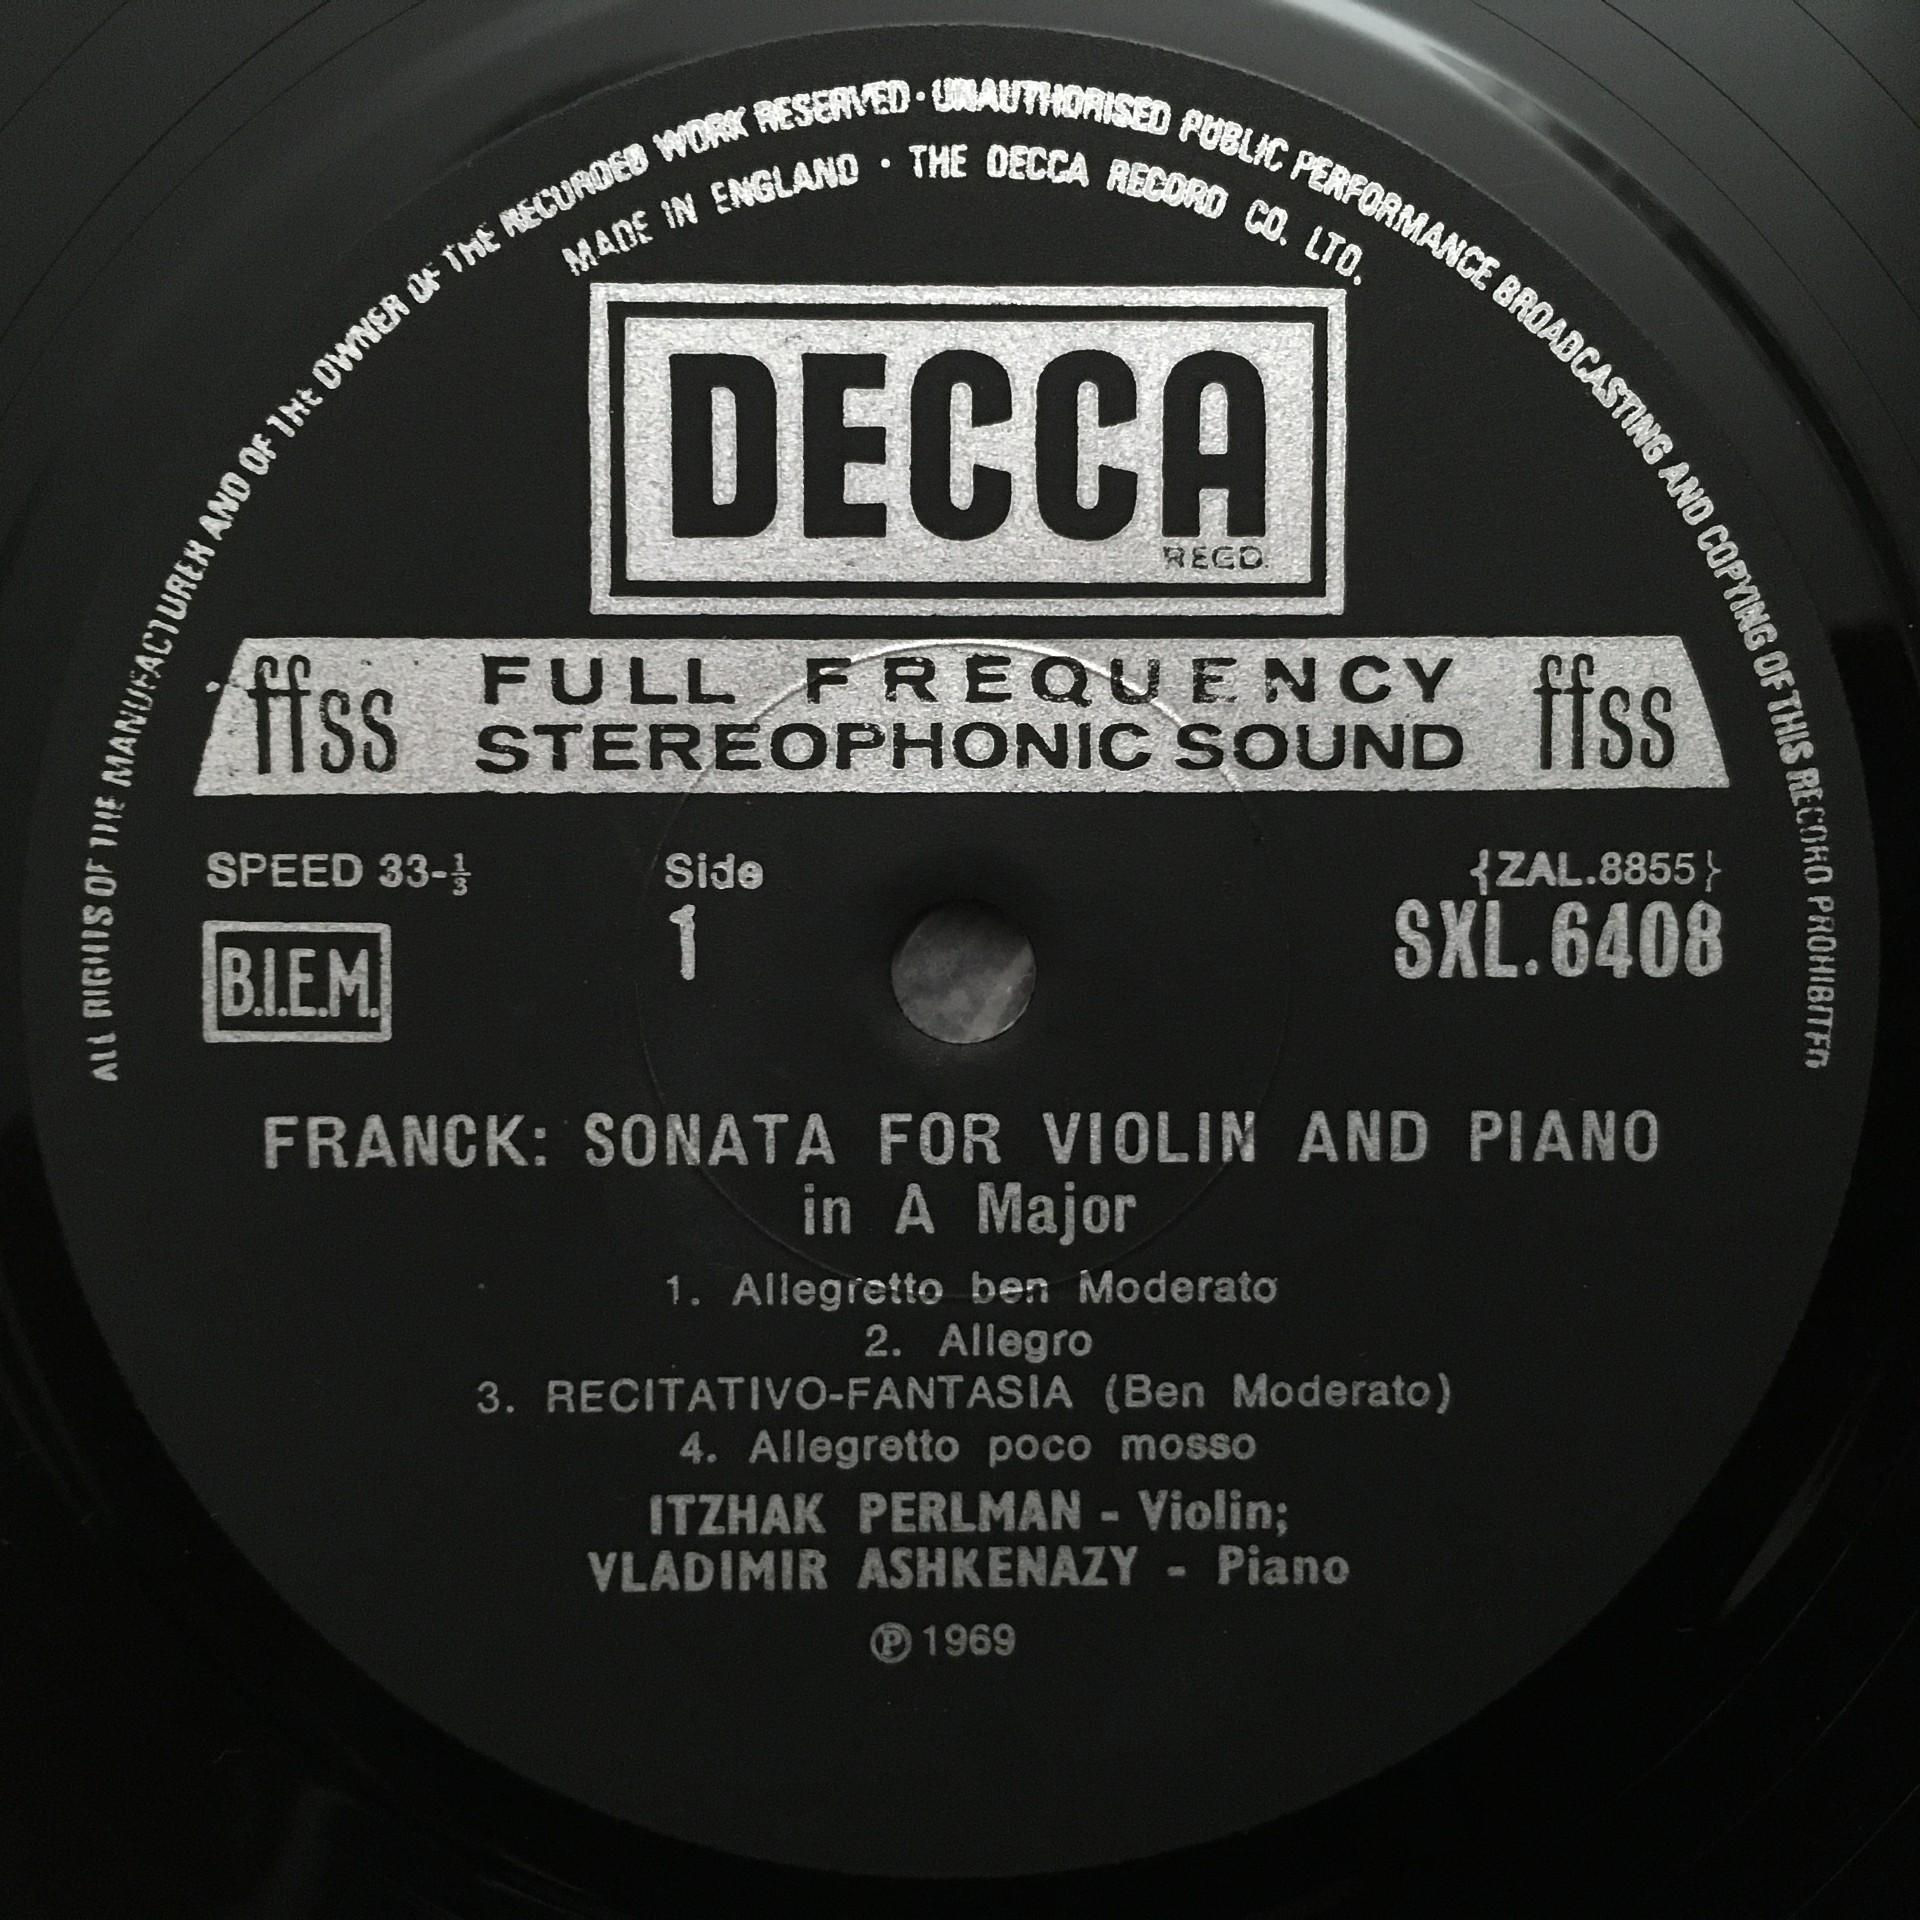 ALL RIGHTS OF THE MANUFACTURER AND OF THE OWNER OF THE RECORDED WORK RESERVED · UNAUTHORISED PUBLIC PERFORMANCE BROADCASTING AND COPYING OF THIS RECORD PROHIBITED
MADE IN ENGLAND · THE DECCA RECORD CO. LTD.
DECCA
REGD.
ffss FULL FREQUENCY STEREOPHONIC SOUND ffss
SPEED 33-⅓ Side {ZAL.8855}
B.I.E.M. 1 SXL.6408
FRANCK: SONATA FOR VIOLIN AND PIANO
in A Major
1. Allegretto ben Moderato
2. Allegro
3. RECITATIVO-FANTASIA (Ben Moderato)
4. Allegretto poco mosso
ITZHAK PERLMAN - Violin;
VLADIMIR ASHKENAZY - Piano
Ⓟ 1969